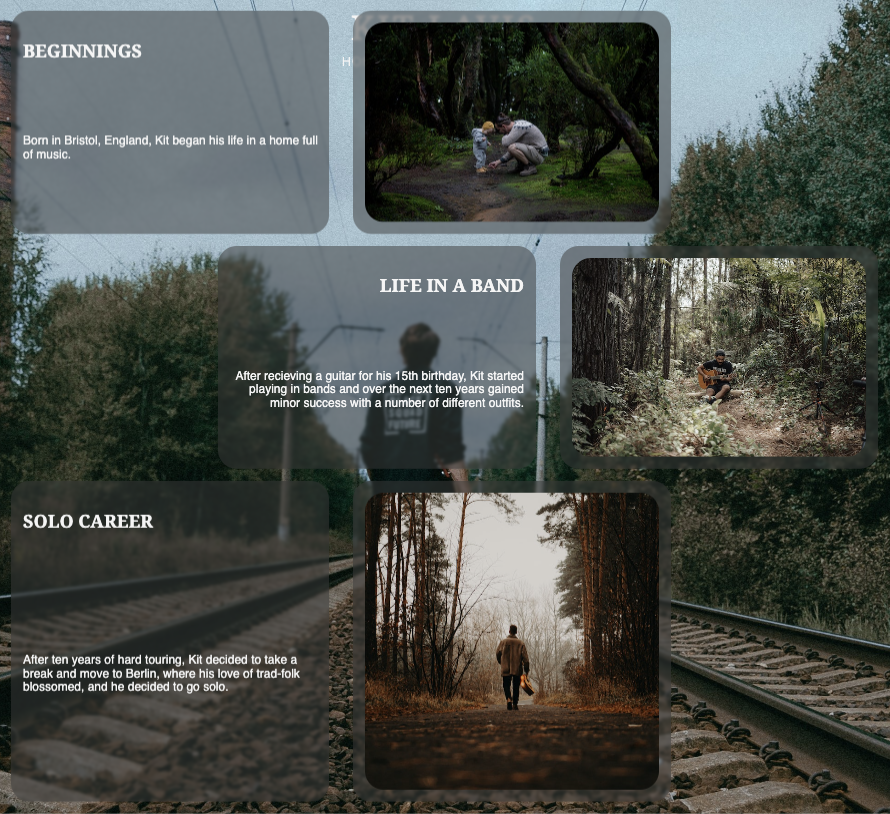 BEGINNINGS
Born in Bristol, England, Kit began his life in a home full
of music.
LIFE IN A BAND
After recieving a guitar for his 15th birthday, Kit started
playing in bands and over the next ten years gained
minor success with a number of different outfits.
SOLO CAREER
After ten years of hard touring, Kit decided to take a
break and move to Berlin, where his love of trad-folk
blossomed, and he decided to go solo.